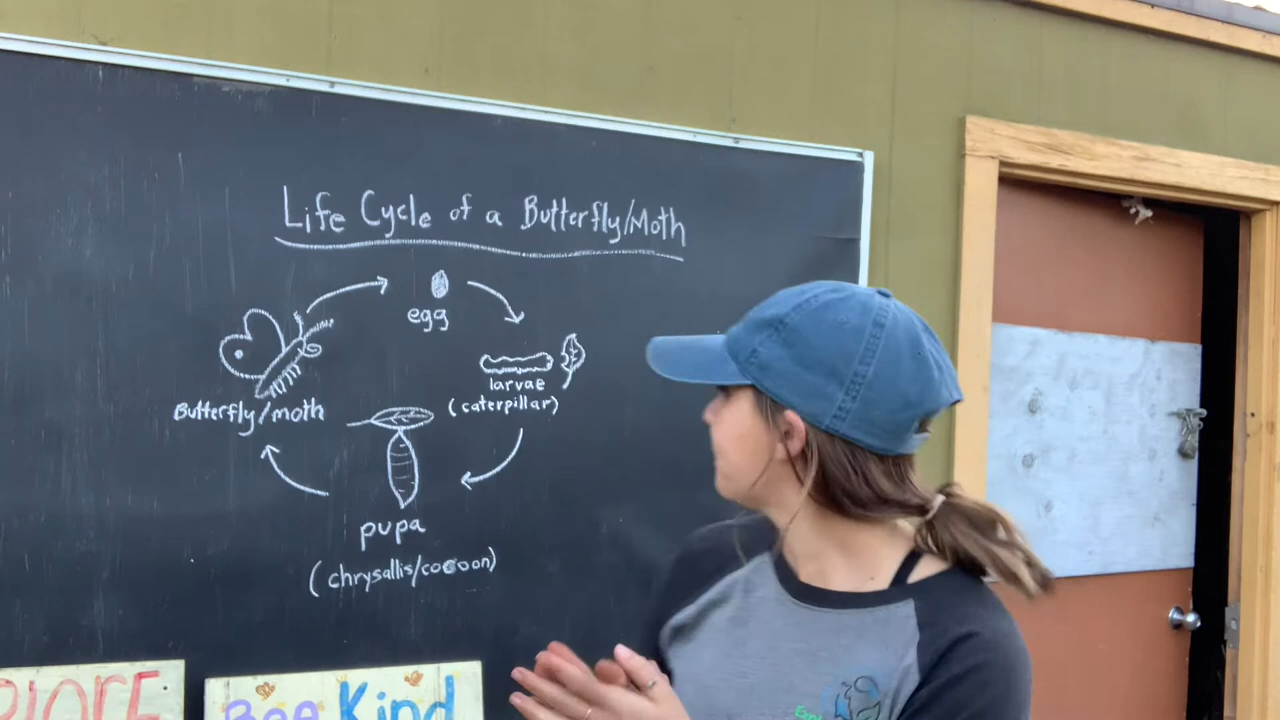 Life Cycle of a Butterfly/Moth
egg
larvae
(caterpillar)
Butterfly/moth
pupa
(chrysallis/cocoon)
Bee Kind